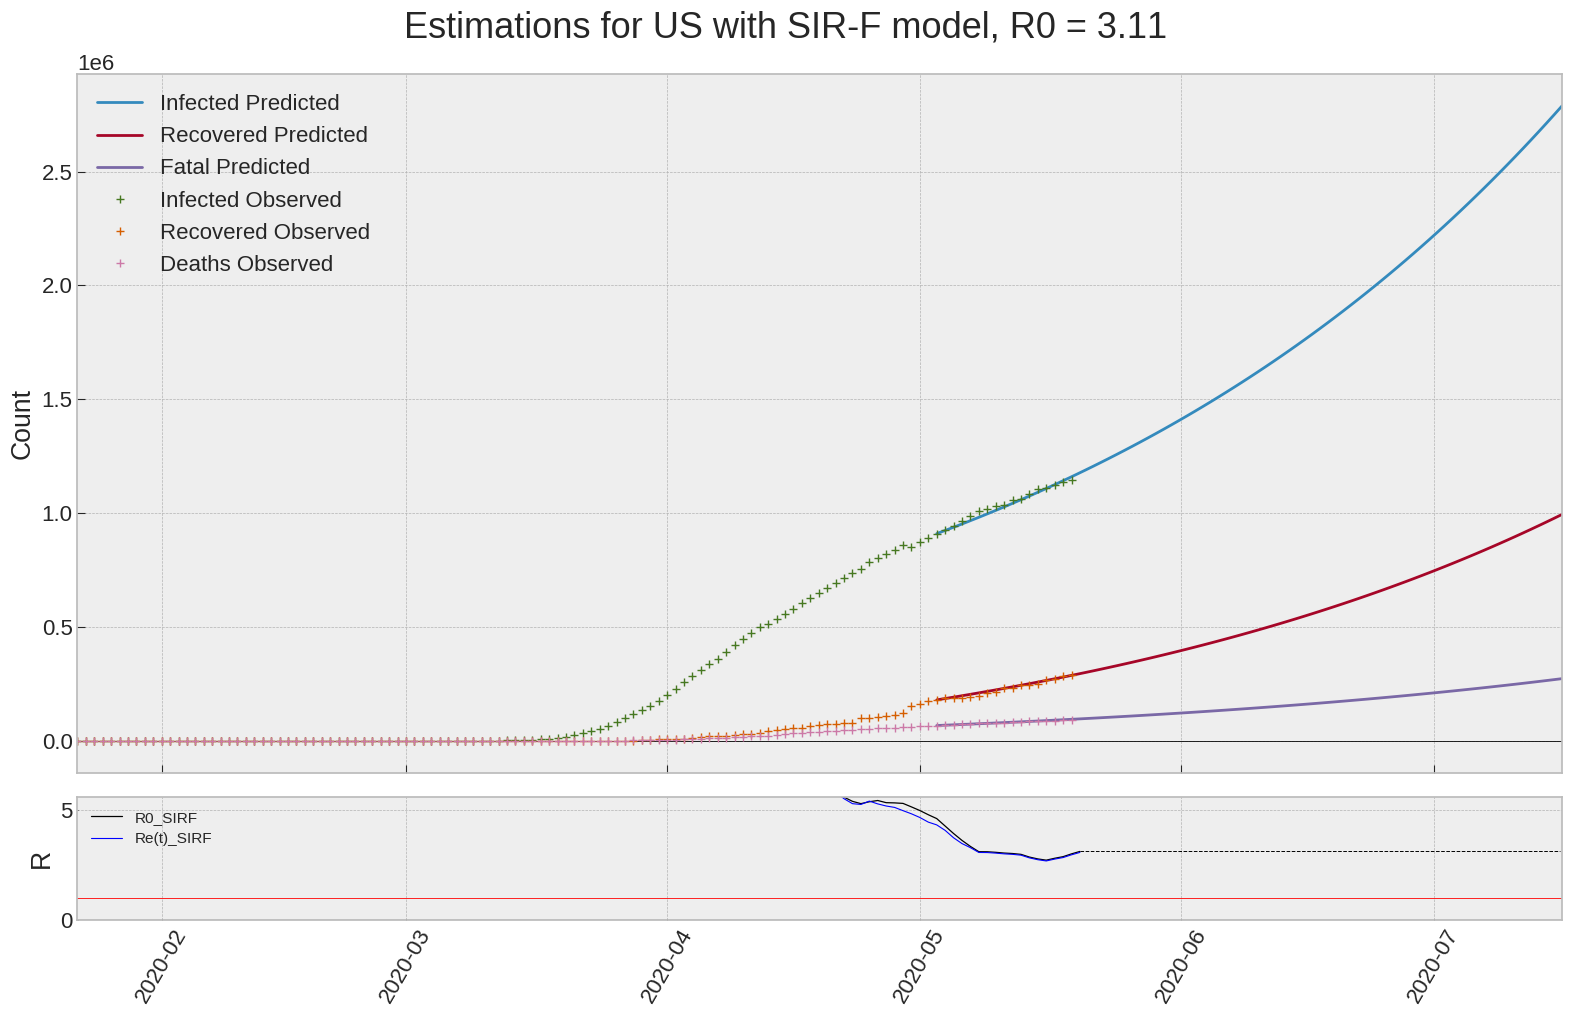 Estimations for US with SIR-F model, R0 = 3.11
1e6
Infected Predicted
Recovered Predicted
Fatal Predicted
Infected Observed
Recovered Observed
Deaths Observed
2.5
2.0
1.5
1.0
0.5
0.0
Count
5
0
R
R0_SIRF
Re(t)_SIRF
2020-02
2020-03
2020-04
2020-05
2020-06
2020-07